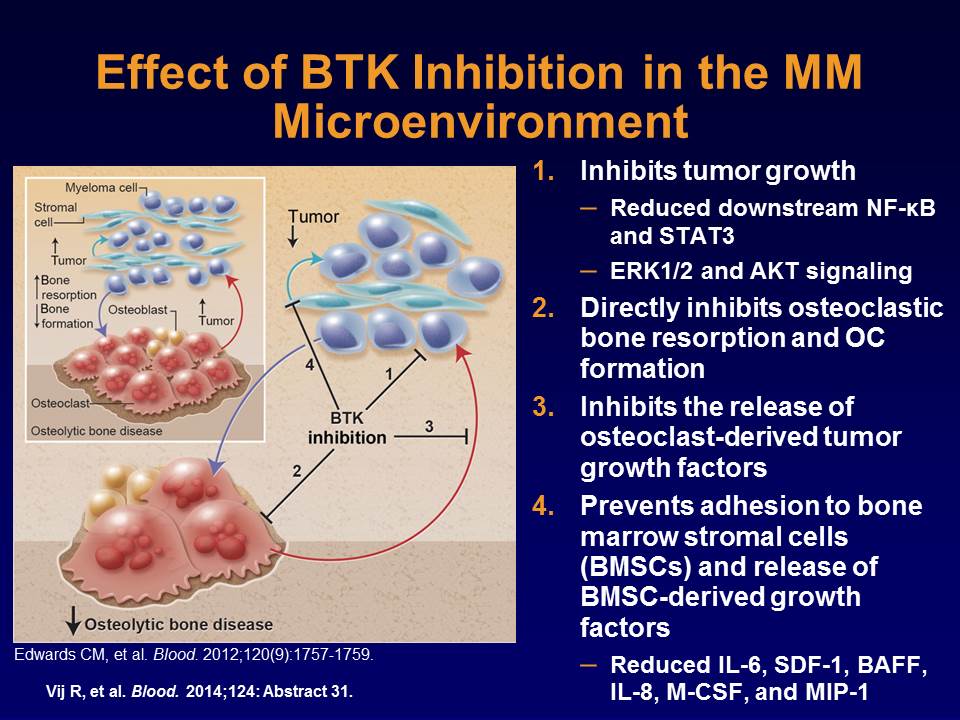 Effect of BTK Inhibition in the MM
Microenvironment
Myeloma cell
Stromal
cell
↑
Tumor
↑Bone
resorption
↓Bone
formation
Osteoblast
↑
Tumor
Osteoclast
Osteolytic bone disease
Tumor
↓
4
1
BTK
inhibition
3
2
↓ Osteolytic bone disease
Edwards CM, et al. Blood. 2012;120(9):1757-1759.
Vij R, et al. Blood. 2014;124: Abstract 31.
1. Inhibits tumor growth
– Reduced downstream NF-κB
and STAT3
– ERK1/2 and AKT signaling
2. Directly inhibits osteoclastic
bone resorption and OC
formation
3. Inhibits the release of
osteoclast-derived tumor
growth factors
4. Prevents adhesion to bone
marrow stromal cells
(BMSCs) and release of
BMSC-derived growth
factors
– Reduced IL-6, SDF-1, BAFF,
IL-8, M-CSF, and MIP-1